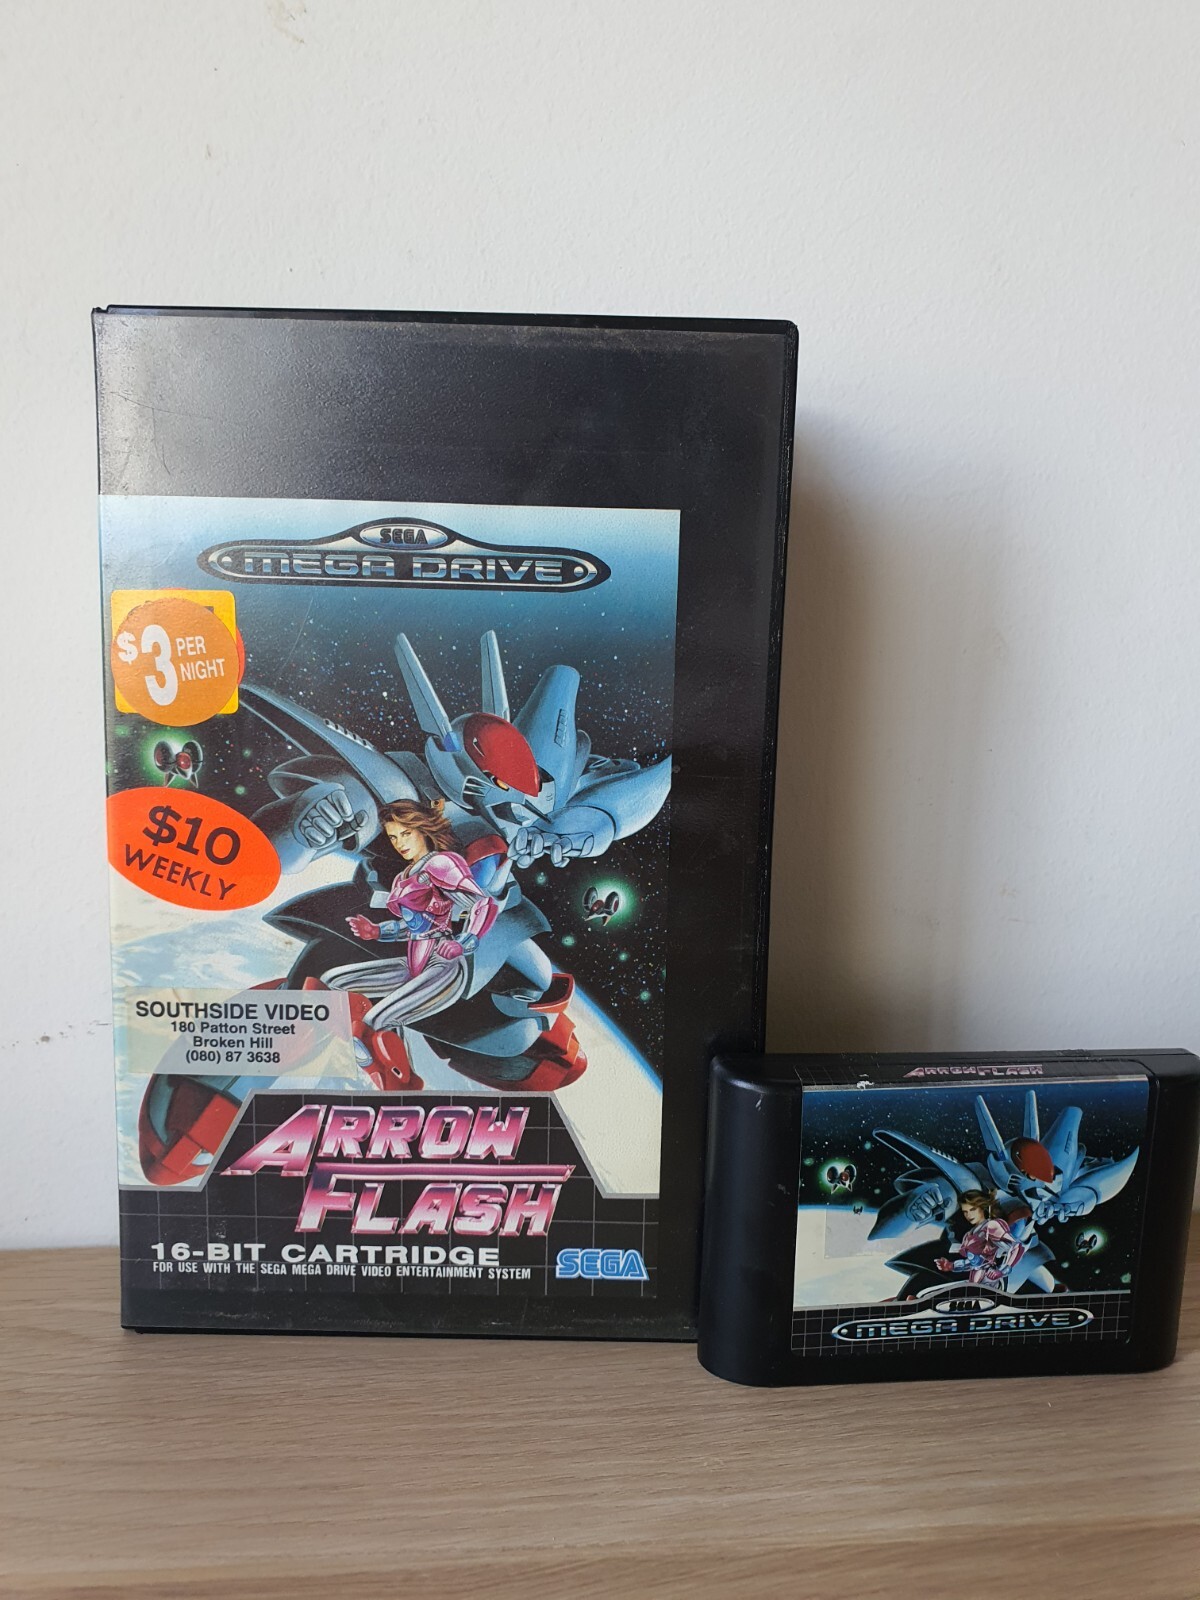 SEGA
MEGA DRIVE
$3 PER
NIGHT
$10
WEEKLY
SOUTHSIDE VIDEO
180 Patton Street
Broken Hill
(080) 87 3638
ARROW
FLASH
16-BIT CARTRIDGE
FOR USE WITH THE SEGA MEGA DRIVE VIDEO ENTERTAINMENT SYSTEM
SEGA
ARROW FLASH
SEGA
MEGA DRIVE